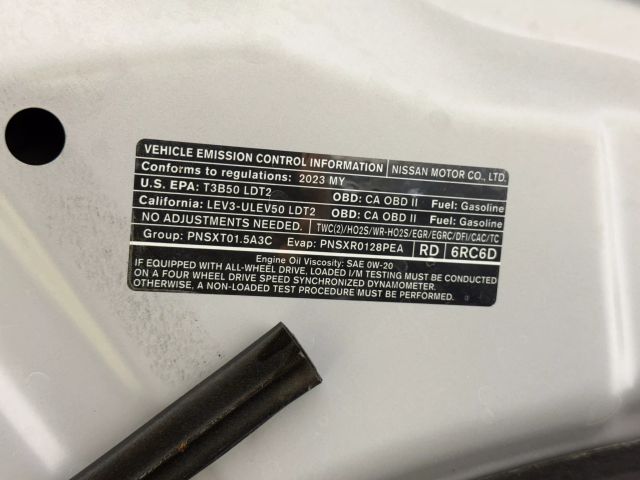 VEHICLE EMISSION CONTROL INFORMATION NISSAN MOTOR CO., LTD.
Conforms to regulations: 2023 MY
U.S. EPA: T3B50 LDT2 OBD: CA OBD II Fuel: Gasoline
California: LEV3-ULEV50 LDT2 OBD: CA OBD II Fuel: Gasoline
NO ADJUSTMENTS NEEDED. TWC(2)/HO2S/WR-HO2S/EGR/EGRC/DFI/CAC/TC
Group: PNSXT01.5A3C Evap: PNSXR0128PEA RD 6RC6D
Engine Oil Viscosity: SAE 0W-20
IF EQUIPPED WITH ALL-WHEEL DRIVE, LOADED I/M TESTING MUST BE CONDUCTED
ON A FOUR WHEEL DRIVE SPEED SYNCHRONIZED DYNAMOMETER.
OTHERWISE, A NON-LOADED TEST PROCEDURE MUST BE PERFORMED.